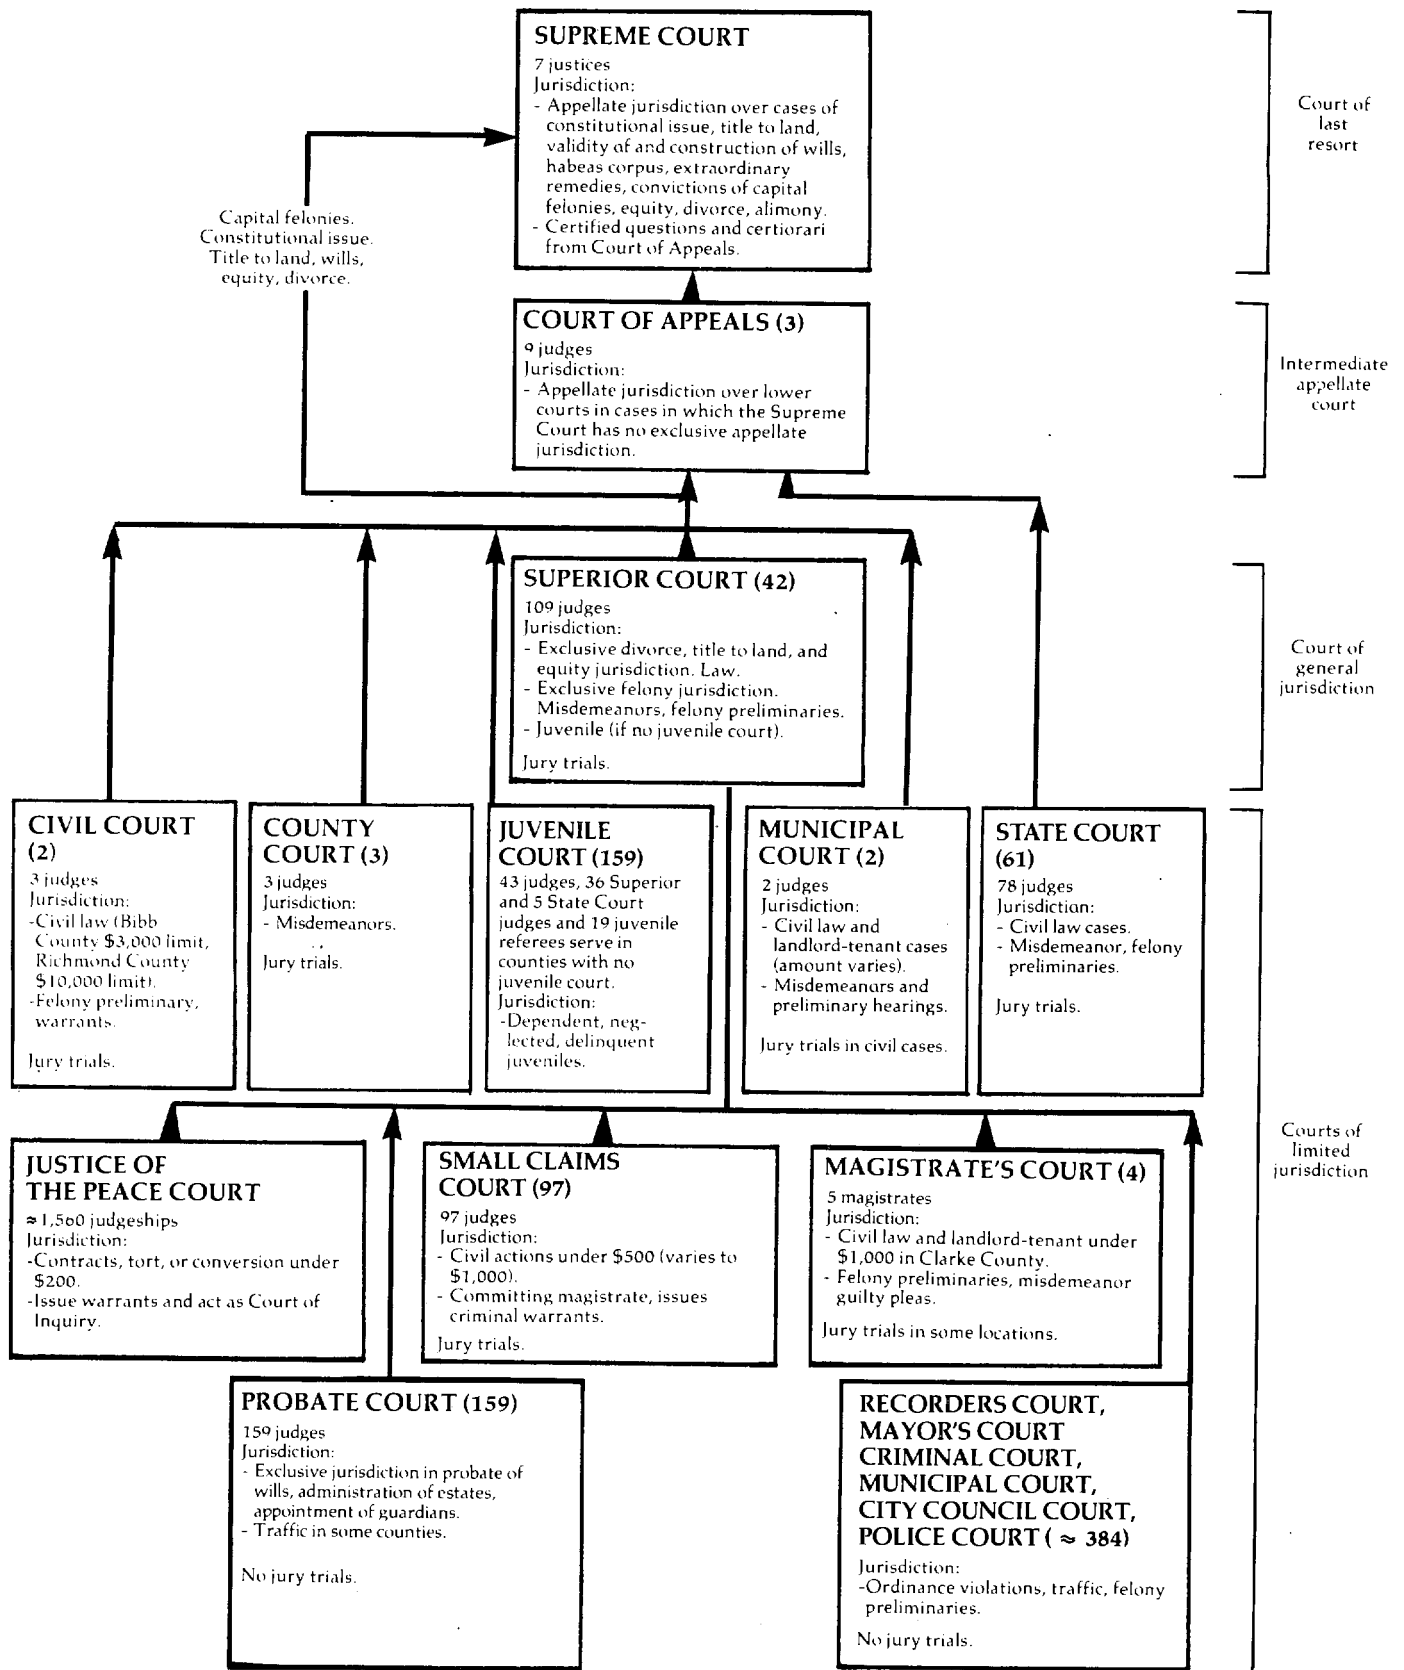 SUPREME COURT
7 justices
Jurisdiction:
- Appellate jurisdiction over cases of
constitutional issue, title to land,
validity of and construction of wills,
habeas corpus, extraordinary
remedies, convictions of capital
felonies, equity, divorce, alimony.
- Certified questions and certiorari
from Court of Appeals.
Court of
last
resort
Capital felonies.
Constitutional issue.
Title to land, wills,
equity, divorce.
COURT OF APPEALS (3)
9 judges
Jurisdiction:
- Appellate jurisdiction over lower
courts in cases in which the Supreme
Court has no exclusive appellate
jurisdiction.
Intermediate
appellate
court
SUPERIOR COURT (42)
109 judges
Jurisdiction:
- Exclusive divorce, title to land, and
equity jurisdiction. Law.
- Exclusive felony jurisdiction.
Misdemeanors, felony preliminaries.
- Juvenile (if no juvenile court).
Jury trials.
Court of
general
jurisdiction
CIVIL COURT
(2)
3 judges
Jurisdiction:
-Civil law (Bibb
County $3,000 limit,
Richmond County
$10,000 limit).
-Felony preliminary,
warrants.
Jury trials.
COUNTY
COURT (3)
3 judges
Jurisdiction:
- Misdemeanors.
Jury trials.
JUVENILE
COURT (159)
43 judges, 36 Superior
and 5 State Court
judges and 19 juvenile
referees serve in
counties with no
juvenile court.
Jurisdiction:
-Dependent, neg-
lected, delinquent
juveniles.
MUNICIPAL
COURT (2)
2 judges
Jurisdiction:
- Civil law and
landlord-tenant cases
(amount varies).
- Misdemeanors and
preliminary hearings.
Jury trials in civil cases.
STATE COURT
(61)
78 judges
Jurisdiction:
- Civil law cases.
- Misdemeanor, felony
preliminaries.
Jury trials.
Courts of
limited
jurisdiction
JUSTICE OF
THE PEACE COURT
≈1,560 judgeships
Jurisdiction:
-Contracts, tort, or conversion under
$200.
-Issue warrants and act as Court of
Inquiry.
SMALL CLAIMS
COURT (97)
97 judges
Jurisdiction:
- Civil actions under $500 (varies to
$1,000).
- Committing magistrate, issues
criminal warrants.
Jury trials.
MAGISTRATE'S COURT (4)
5 magistrates
Jurisdiction:
- Civil law and landlord-tenant under
$1,000 in Clarke County.
- Felony preliminaries, misdemeanor
guilty pleas.
Jury trials in some locations.
PROBATE COURT (159)
159 judges
Jurisdiction:
- Exclusive jurisdiction in probate of
wills, administration of estates,
appointment of guardians.
- Traffic in some counties.
No jury trials.
RECORDERS COURT,
MAYOR'S COURT
CRIMINAL COURT,
MUNICIPAL COURT,
CITY COUNCIL COURT,
POLICE COURT ( ≈ 384)
Jurisdiction:
-Ordinance violations, traffic, felony
preliminaries.
No jury trials.